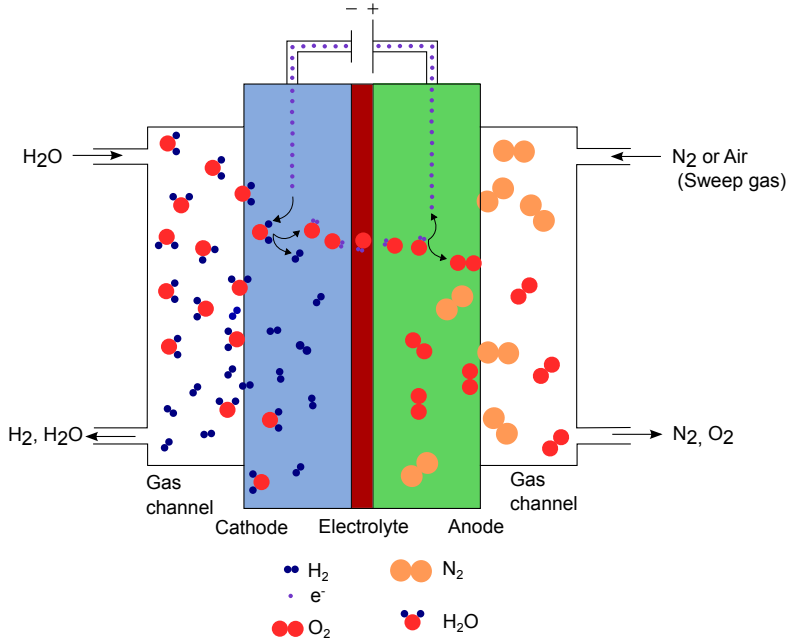 − +
H2O
N2 or Air
(Sweep gas)
H2, H2O
N2, O2
Gas
channel
Gas
channel
Cathode
Electrolyte
Anode
H2
N2
e-
O2
H2O